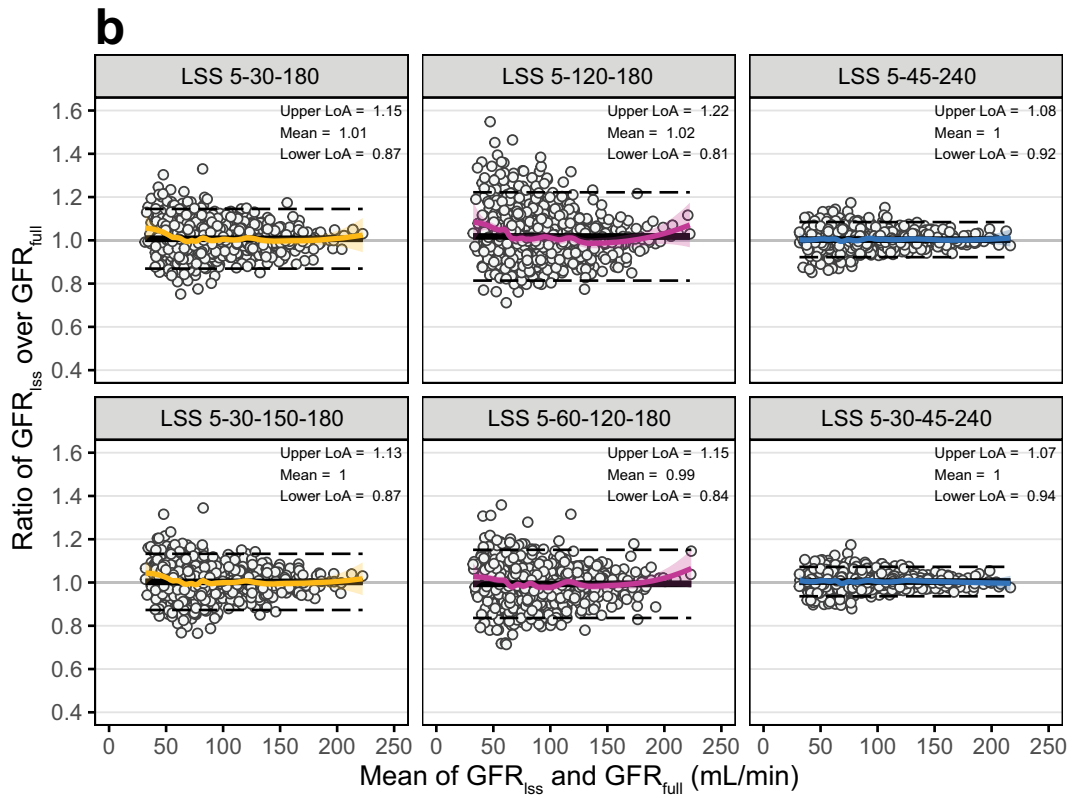 b
LSS 5-30-180
LSS 5-120-180
LSS 5-45-240
Upper LoA = 1.15
Mean = 1.01
Lower LoA = 0.87
Upper LoA = 1.22
Mean = 1.02
Lower LoA = 0.81
Upper LoA = 1.08
Mean = 1
Lower LoA = 0.92
1.6
1.4
1.2
1.0
0.8
0.6
0.4
LSS 5-30-150-180
LSS 5-60-120-180
LSS 5-30-45-240
Upper LoA = 1.13
Mean = 1
Lower LoA = 0.87
Upper LoA = 1.15
Mean = 0.99
Lower LoA = 0.84
Upper LoA = 1.07
Mean = 1
Lower LoA = 0.94
1.6
1.4
1.2
1.0
0.8
0.6
0.4
0 50 100 150 200 250
0 50 100 150 200 250
0 50 100 150 200 250
Ratio of GFRlss over GFRfull
Mean of GFRlss and GFRfull (mL/min)